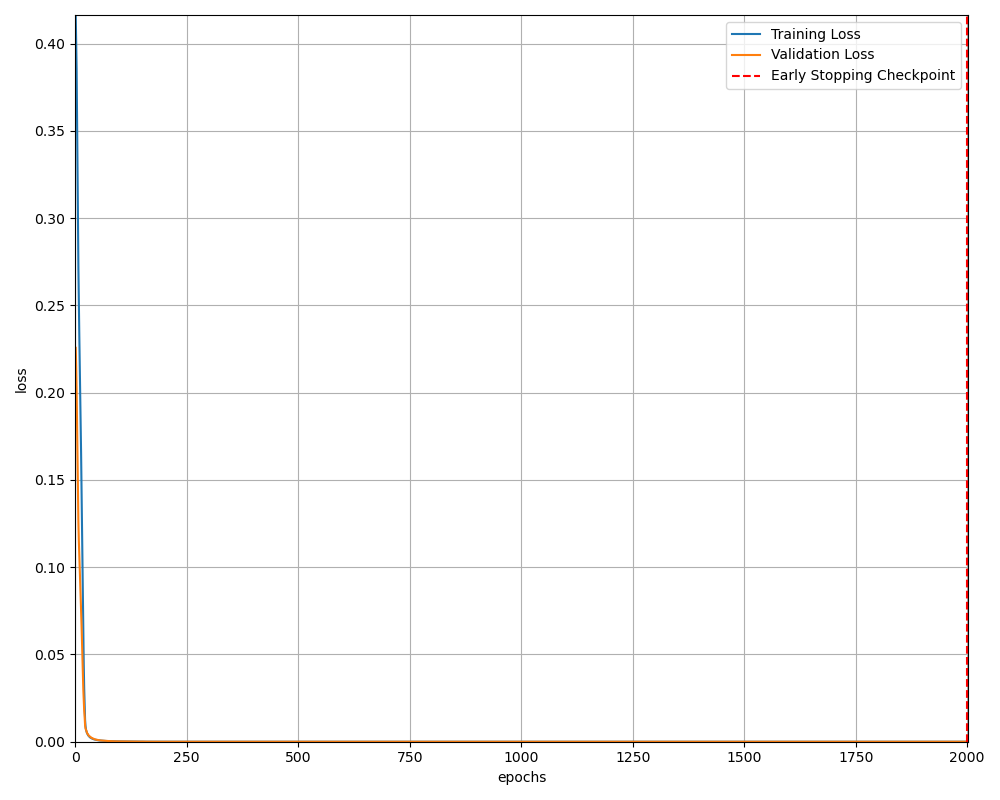 Training Loss
Validation Loss
Early Stopping Checkpoint
0.40
0.35
0.30
0.25
0.20
0.15
0.10
0.05
0.00
loss
0 250 500 750 1000 1250 1500 1750 2000
epochs